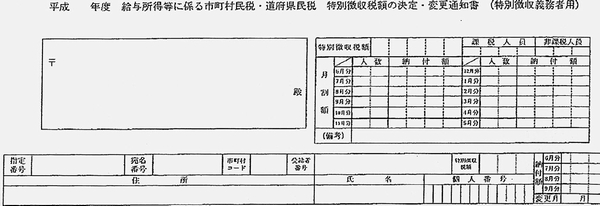 平成　　年度　給与所得等に係る市町村民税・道府県民税　特別徴収税額の決定・変更通知書　(特別徴収義務者用)
〒
殿
特別徴収税額　課税人員　非課税人員
月割額　人数　納付額　人数　納付額
6月分　12月分
7月分　1月分
8月分　2月分
9月分　3月分
10月分　4月分
11月分　5月分
(備考)
指定番号　宛名番号　市町村コード　受給者番号　特別徴収税額　納付額　6月分
7月分
住所　氏名　個人番号　8月分
9月分
変更月　月